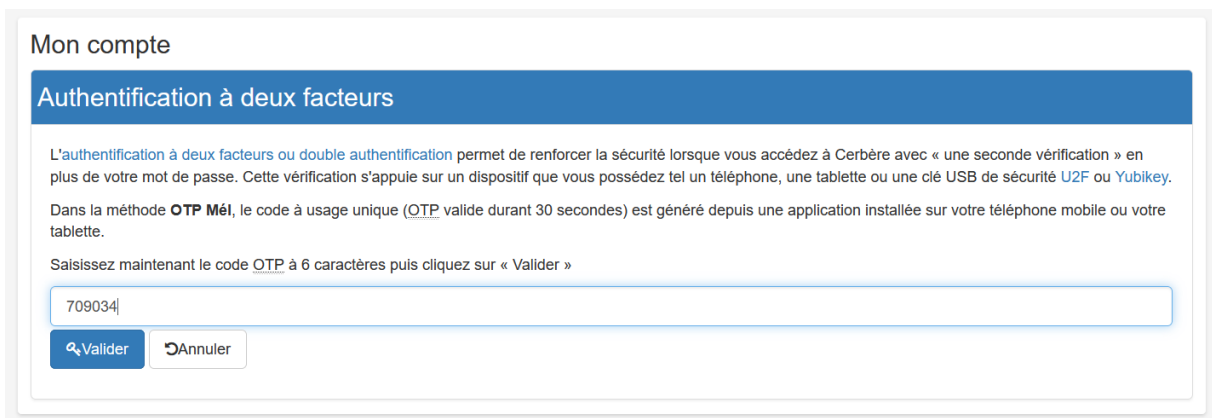 Mon compte
Authentification à deux facteurs
L'authentification à deux facteurs ou double authentification permet de renforcer la sécurité lorsque vous accédez à Cerbère avec « une seconde vérification » en
plus de votre mot de passe. Cette vérification s'appuie sur un dispositif que vous possédez tel un téléphone, une tablette ou une clé USB de sécurité U2F ou Yubikey.
Dans la méthode OTP Mél, le code à usage unique (OTP valide durant 30 secondes) est généré depuis une application installée sur votre téléphone mobile ou votre
tablette.
Saisissez maintenant le code OTP à 6 caractères puis cliquez sur « Valider »
709034
Valider Annuler